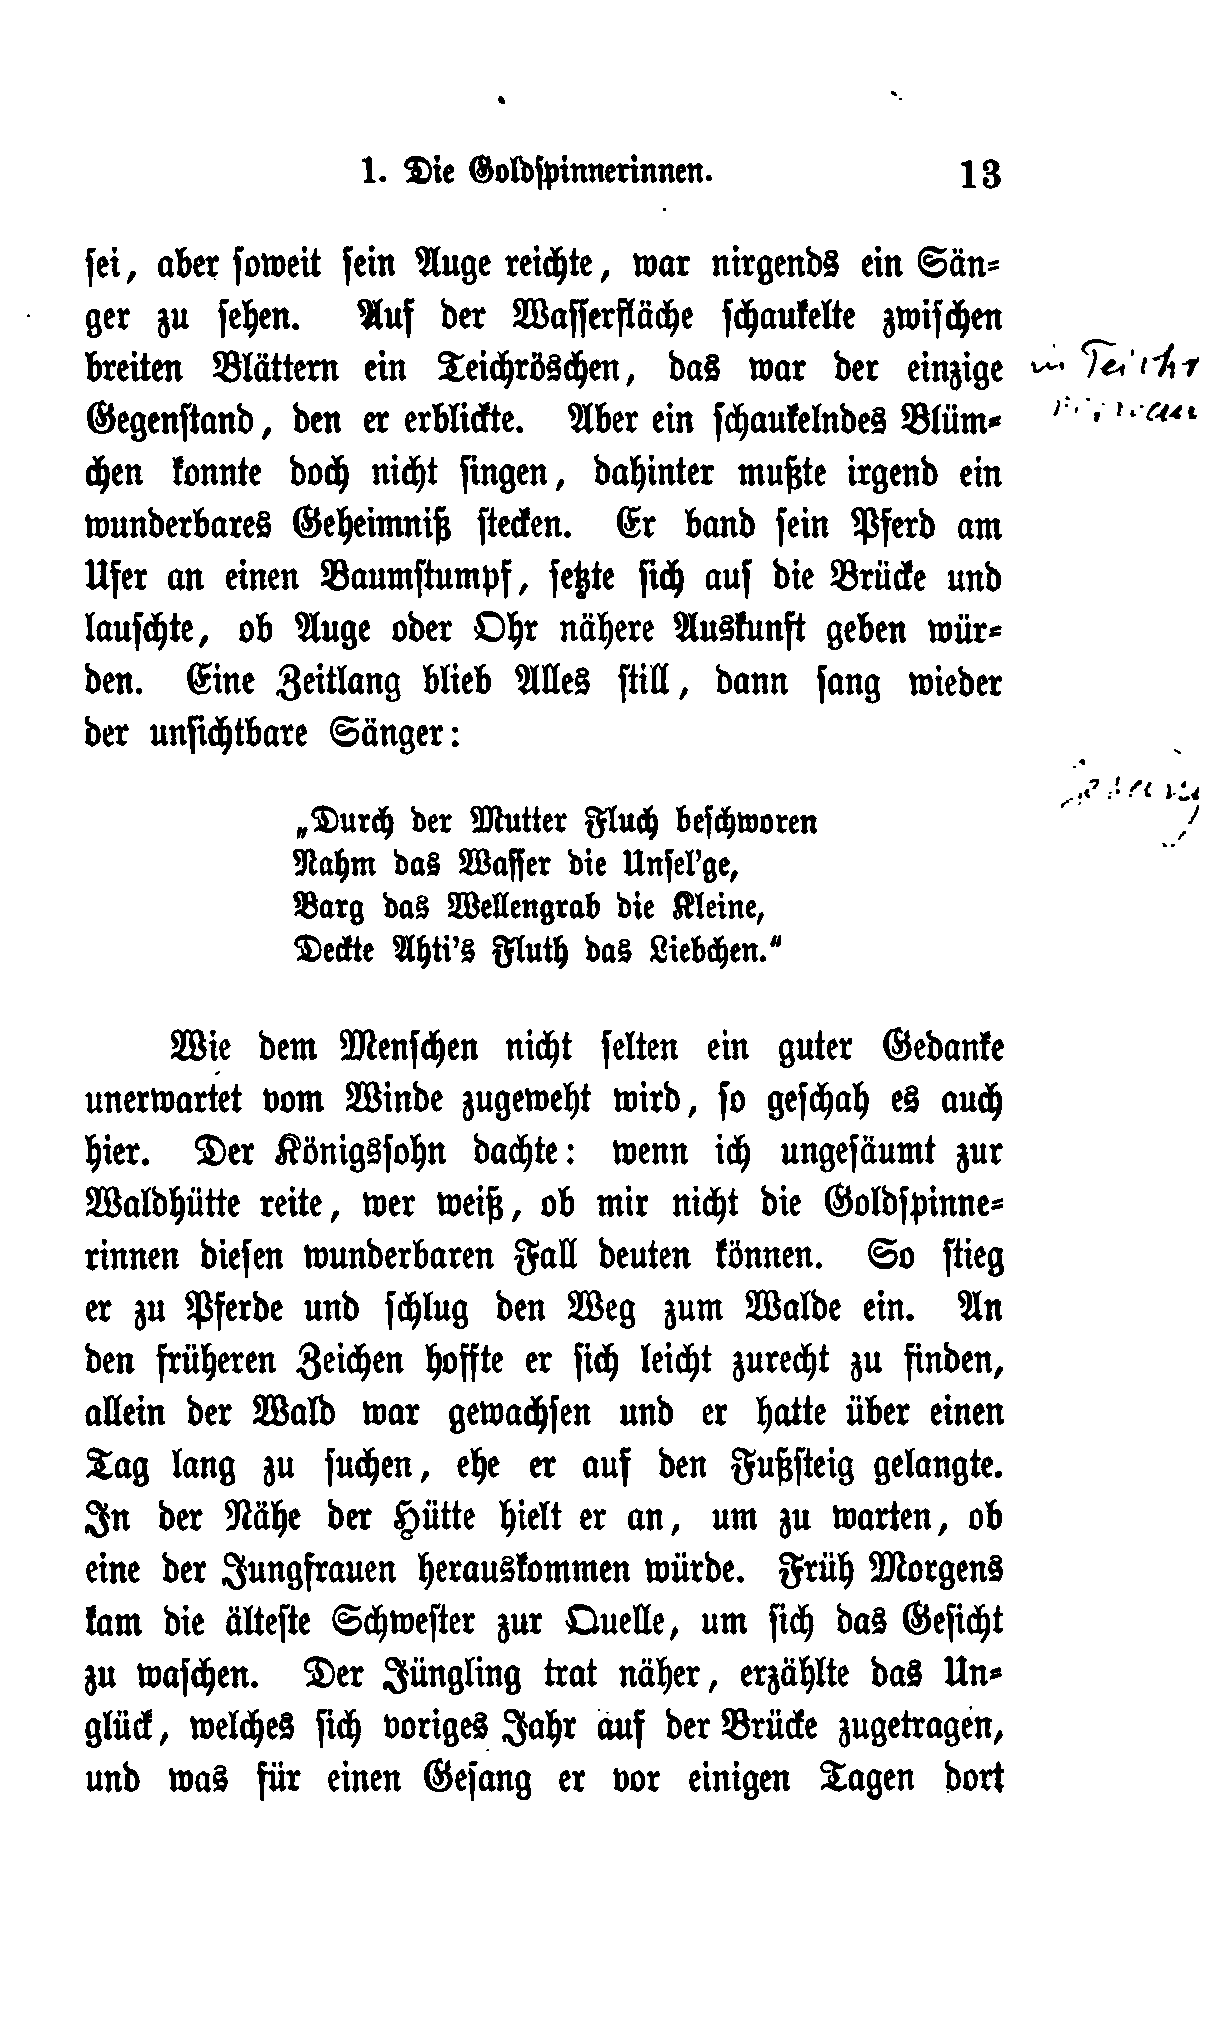 1. Die Goldspinnerinnen. 13
sei, aber soweit sein Auge reichte, war nirgends ein Sän-
ger zu sehen. Auf der Wasserfläche schaukelte zwischen
breiten Blättern ein Teichröschen, das war der einzige
Gegenstand, den er erblickte. Aber ein schaukelndes Blüm-
chen konnte doch nicht singen, dahinter mußte irgend ein
wunderbares Geheimniß stecken. Er band sein Pferd am
Ufer an einen Baumstumpf, setzte sich auf die Brücke und
lauschte, ob Auge oder Ohr nähere Auskunft geben wür-
den. Eine Zeitlang blieb Alles still, dann sang wieder
der unsichtbare Sänger:
„Durch der Mutter Fluch beschworen
Nahm das Wasser die Unsel'ge,
Barg das Wellengrab die Kleine,
Deckte Ahti's Fluth das Liebchen.“
Wie dem Menschen nicht selten ein guter Gedanke
unerwartet vom Winde zugeweht wird, so geschah es auch
hier. Der Königssohn dachte: wenn ich ungesäumt zur
Waldhütte reite, wer weiß, ob mir nicht die Goldspinne-
rinnen diesen wunderbaren Fall deuten können. So stieg
er zu Pferde und schlug den Weg zum Walde ein. An
den früheren Zeichen hoffte er sich leicht zurecht zu finden,
allein der Wald war gewachsen und er hatte über einen
Tag lang zu suchen, ehe er auf den Fußsteig gelangte.
In der Nähe der Hütte hielt er an, um zu warten, ob
eine der Jungfrauen herauskommen würde. Früh Morgens
kam die älteste Schwester zur Quelle, um sich das Gesicht
zu waschen. Der Jüngling trat näher, erzählte das Un-
glück, welches sich voriges Jahr auf der Brücke zugetragen,
und was für einen Gesang er vor einigen Tagen dort